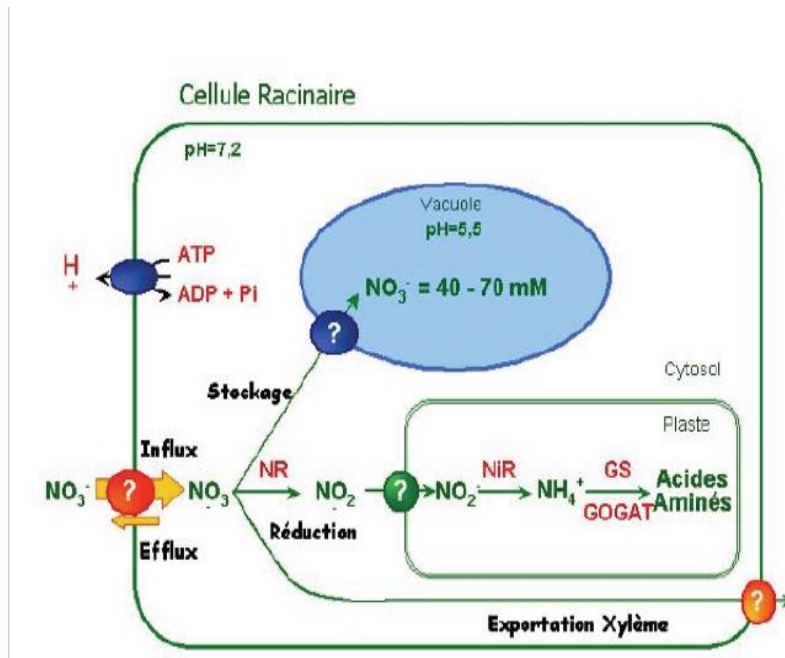 Cellule Racinaire
pH=7,2
Vacuole
pH=5,5
H
+
ATP
ADP + Pi
NO₃⁻ = 40 - 70 mM
?
Stockage
Cytosol
Plaste
Influx
NO₃⁻ ? NO₃⁻ NR NO₂⁻ ? NO₂⁻ NiR NH₄⁺ GS Acides
GOGAT Aminés
Réduction
Efflux
?
Exportation Xylème